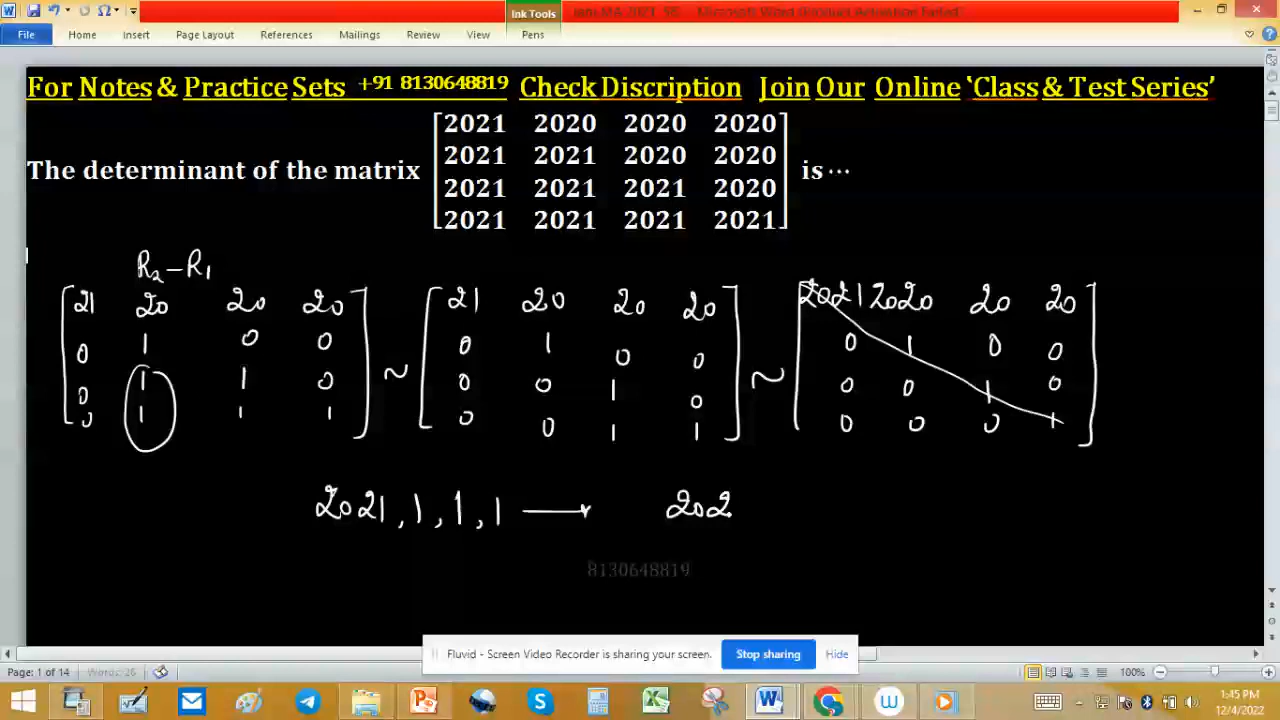 Ink Tools
File Home Insert Page Layout References Mailings Review View Pens
For Notes & Practice Sets +91 8130648819 Check Discription Join Our Online ‘Class & Test Series’
2021 2020 2020 2020
2021 2021 2020 2020
The determinant of the matrix is ⋯
2021 2021 2021 2020
2021 2021 2021 2021
R2 − R1
21 20 20 20 21 20 20 20 2021 2020 20 20
0 1 0 0 0 1 0 0 0 1 0 0
0 1 1 0 ~ 0 0 1 0 ~ 0 0 1 0
0 1 1 1 0 0 1 1 0 0 0 1
2021, 1, 1, 1 → 202
8130648819
Fluvid - Screen Video Recorder is sharing your screen. Stop sharing Hide
Page: 1 of 14 Words: 26 100%
1:45 PM
12/4/2022